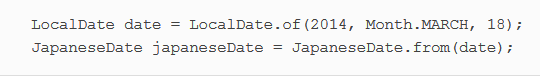 LocalDate date = LocalDate.of(2014, Month.MARCH, 18);
JapaneseDate japaneseDate = JapaneseDate.from(date);